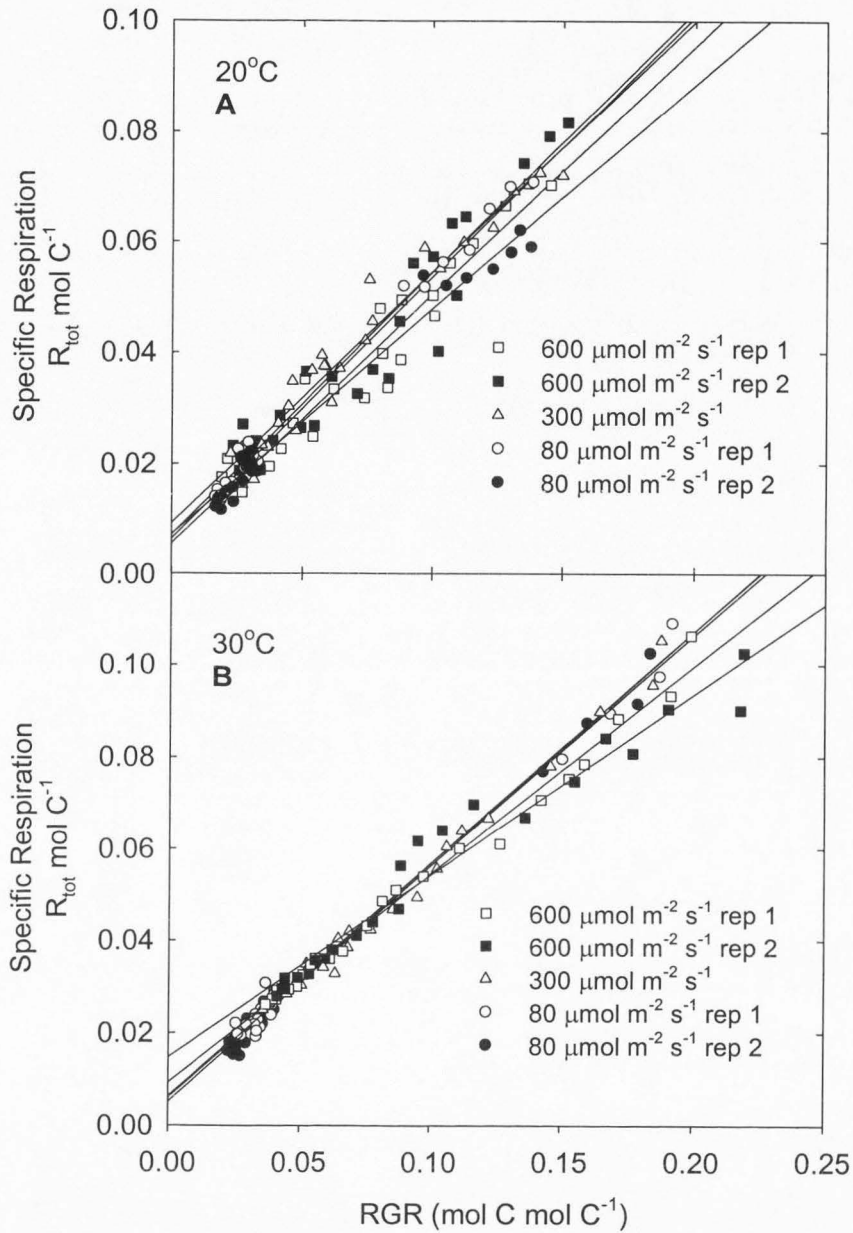 0.10
20°C
A
0.08
0.06
0.04
0.02
0.00
Specific Respiration
R_tot mol C⁻¹
600 μmol m⁻² s⁻¹ rep 1
600 μmol m⁻² s⁻¹ rep 2
300 μmol m⁻² s⁻¹
80 μmol m⁻² s⁻¹ rep 1
80 μmol m⁻² s⁻¹ rep 2
30°C
B
0.10
0.08
0.06
0.04
0.02
0.00
Specific Respiration
R_tot mol C⁻¹
600 μmol m⁻² s⁻¹ rep 1
600 μmol m⁻² s⁻¹ rep 2
300 μmol m⁻² s⁻¹
80 μmol m⁻² s⁻¹ rep 1
80 μmol m⁻² s⁻¹ rep 2
0.00 0.05 0.10 0.15 0.20 0.25
RGR (mol C mol C⁻¹)